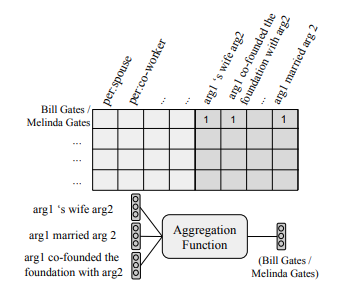 per:spouse
per:co-worker
...
...
arg1 's wife arg2
arg1 co-founded the
foundation with arg2
...
arg1 married arg 2
Bill Gates /
Melinda Gates
1
1
1
...
...
...
arg1 's wife arg2
arg1 married arg 2
arg1 co-founded the
foundation with arg2
Aggregation
Function
(Bill Gates /
Melinda Gates)